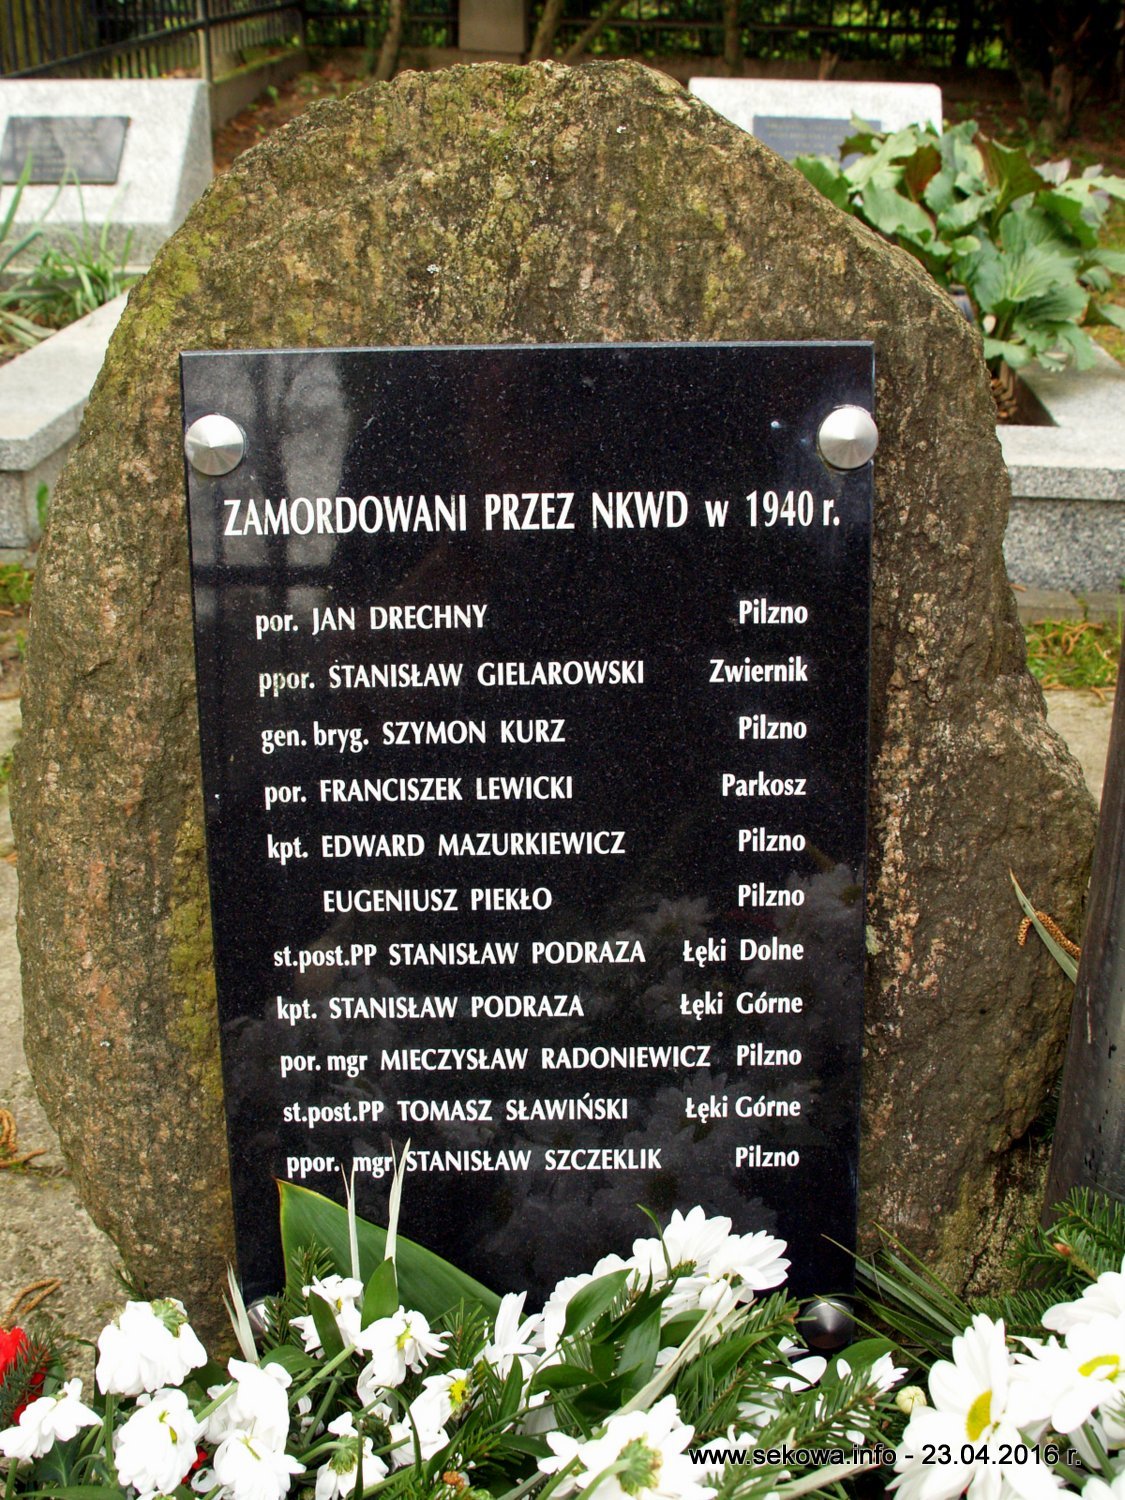 ZAMORDOWANI PRZEZ NKWD w 1940 r.
por. JAN DRECHNY Pilzno
ppor. STANISŁAW GIELAROWSKI Zwiernik
gen. bryg. SZYMON KURZ Pilzno
por. FRANCISZEK LEWICKI Parkosz
kpt. EDWARD MAZURKIEWICZ Pilzno
EUGENIUSZ PIEKŁO Pilzno
st.post.PP STANISŁAW PODRAZA Łęki Dolne
kpt. STANISŁAW PODRAZA Łęki Górne
por. mgr MIECZYSŁAW RADONIEWICZ Pilzno
st.post.PP TOMASZ SŁAWIŃSKI Łęki Górne
ppor. mgr STANISŁAW SZCZEKLIK Pilzno
www.sekowa.info - 23.04.2016 r.